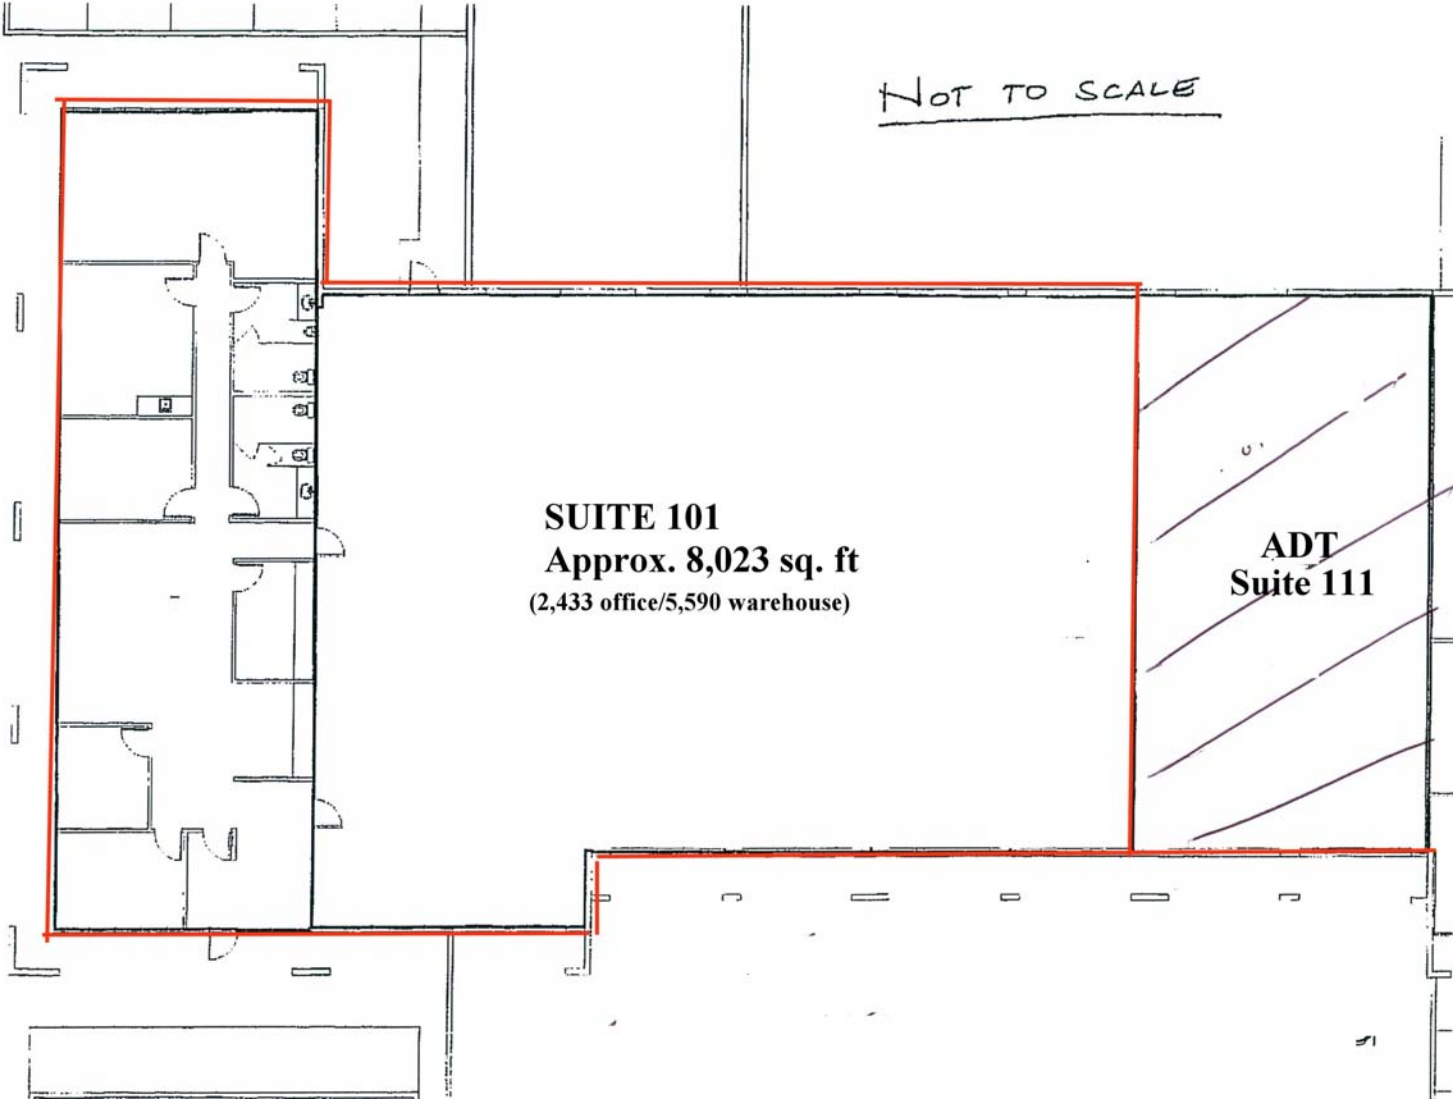 NOT TO SCALE
SUITE 101
Approx. 8,023 sq. ft
(2,433 office/5,590 warehouse)
ADT
Suite 111